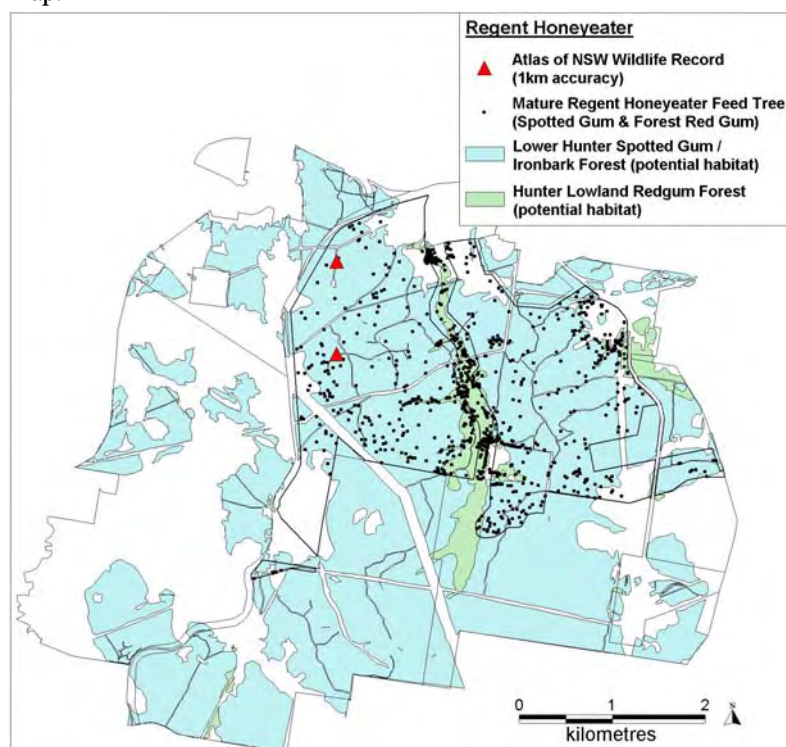 Regent Honeyeater
Atlas of NSW Wildlife Record
(1km accuracy)
Mature Regent Honeyeater Feed Tree
(Spotted Gum & Forest Red Gum)
Lower Hunter Spotted Gum /
Ironbark Forest (potential habitat)
Hunter Lowland Redgum Forest
(potential habitat)
0 1 2
kilometres